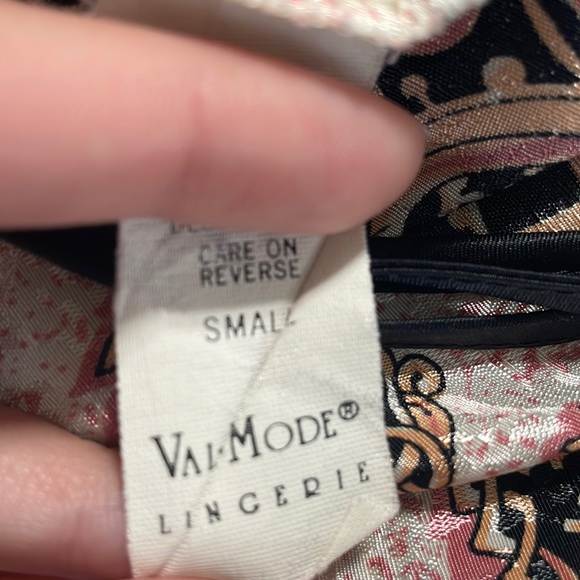 CARE ON
REVERSE
SMALL
VAL·MODE®
LINGERIE